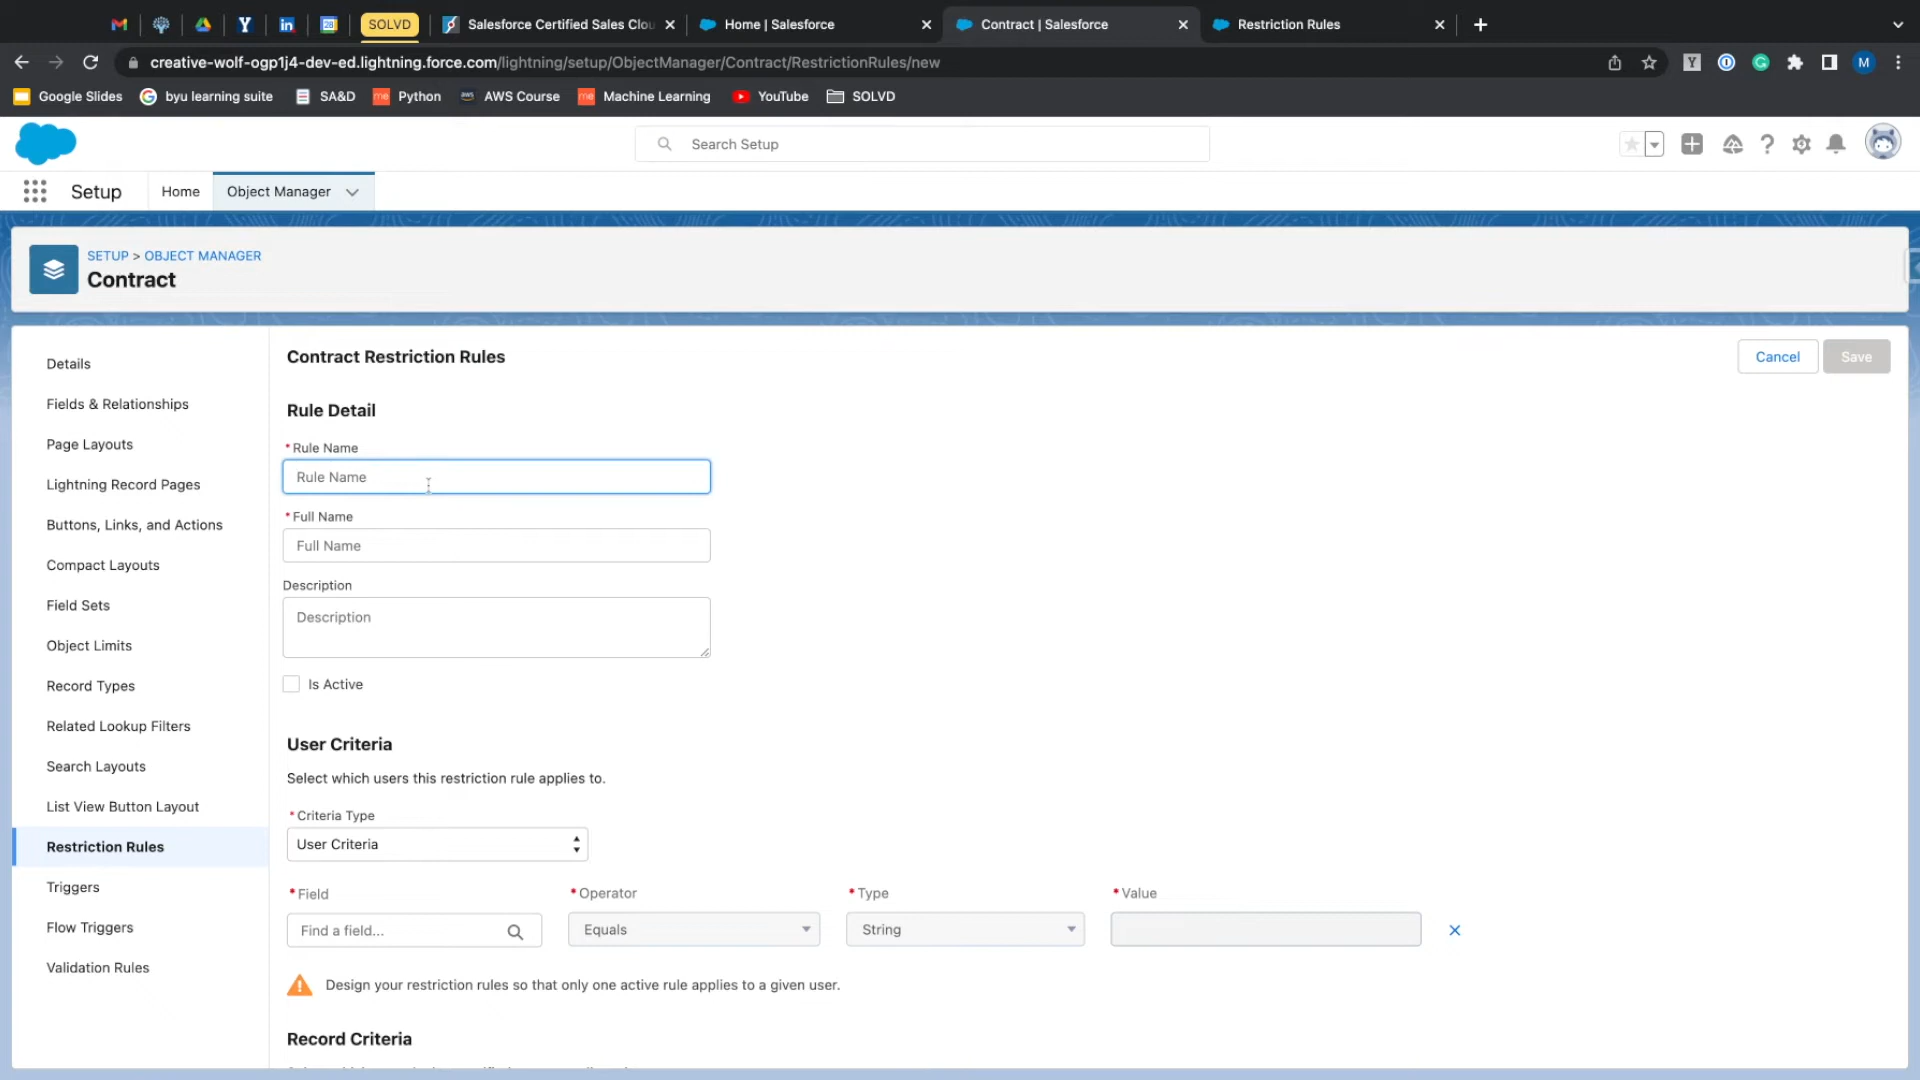 SOLVD
Salesforce Certified Sales Clou
Home | Salesforce
Contract | Salesforce
Restriction Rules
creative-wolf-ogp1j4-dev-ed.lightning.force.com/lightning/setup/ObjectManager/Contract/RestrictionRules/new
M
Google Slides
byu learning suite
SA&D
Python
AWS Course
Machine Learning
YouTube
SOLVD
Search Setup
Setup
Home
Object Manager
SETUP > OBJECT MANAGER
Contract
Details
Fields & Relationships
Page Layouts
Lightning Record Pages
Buttons, Links, and Actions
Compact Layouts
Field Sets
Object Limits
Record Types
Related Lookup Filters
Search Layouts
List View Button Layout
Restriction Rules
Triggers
Flow Triggers
Validation Rules
Contract Restriction Rules
Cancel
Save
Rule Detail
* Rule Name
Rule Name
* Full Name
Full Name
Description
Description
Is Active
User Criteria
Select which users this restriction rule applies to.
* Criteria Type
User Criteria
* Field
* Operator
* Type
* Value
Find a field...
Equals
String
Design your restriction rules so that only one active rule applies to a given user.
Record Criteria